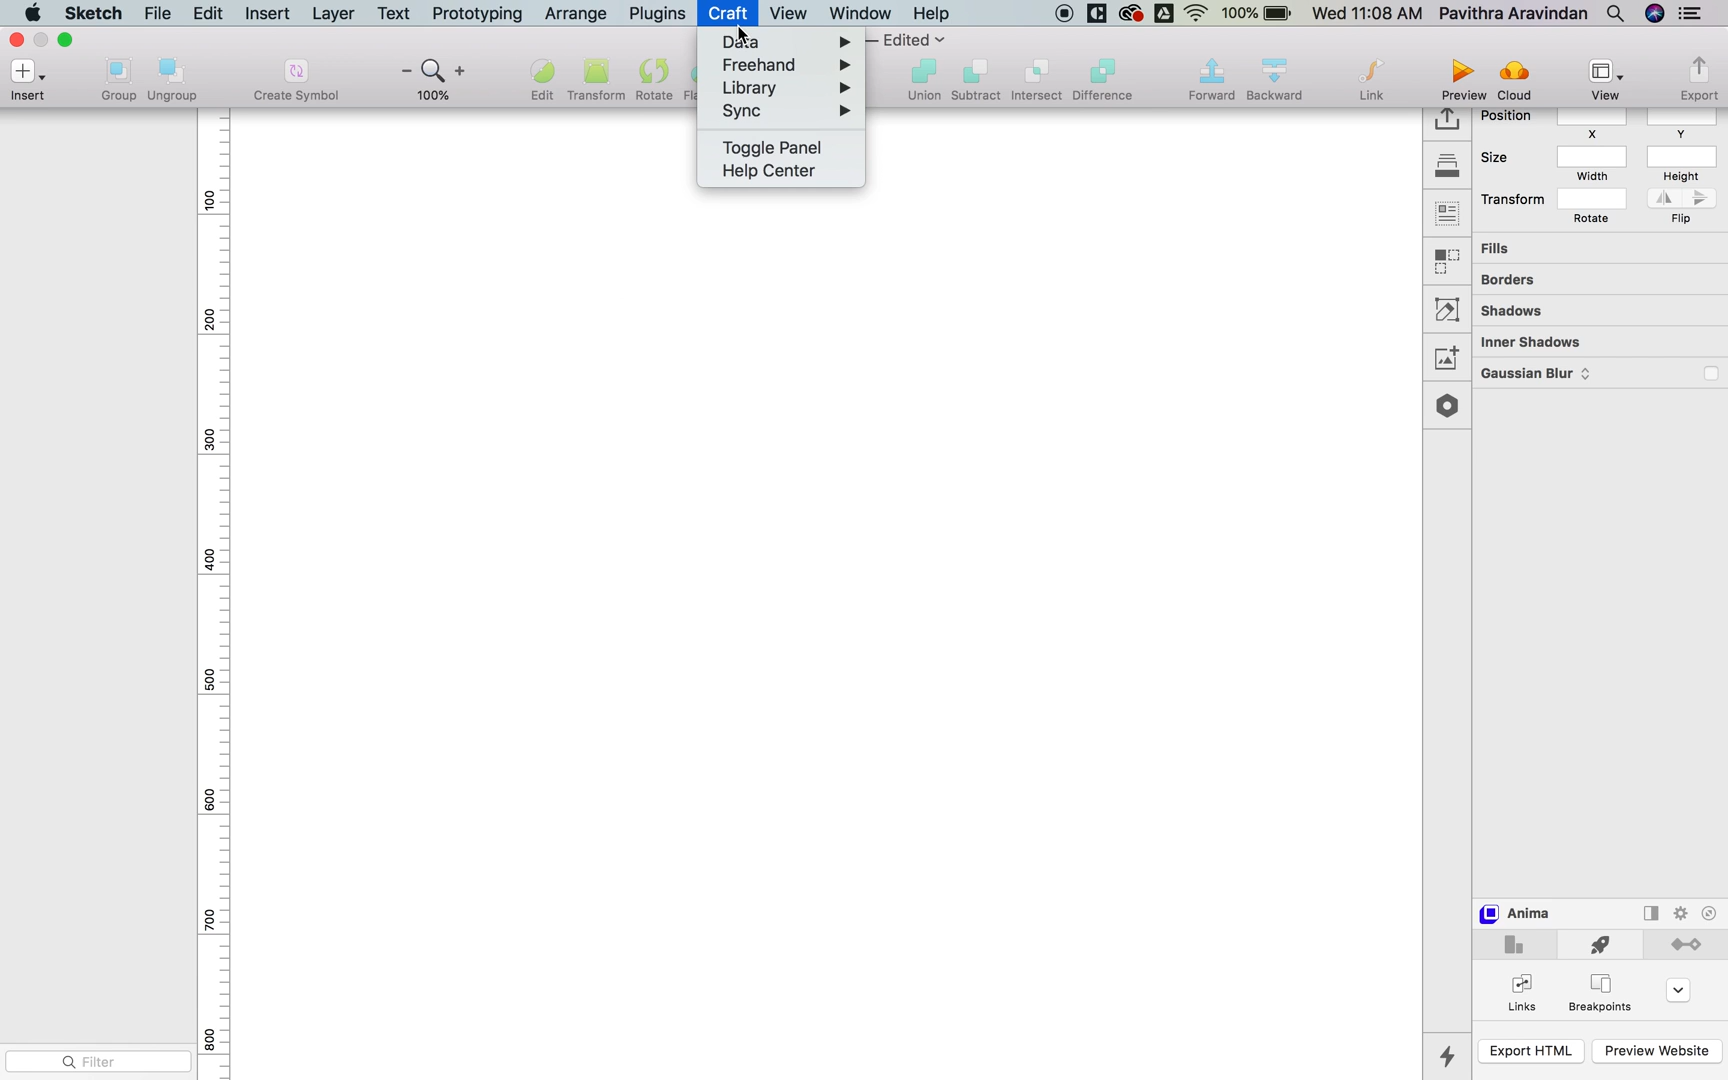 Sketch File Edit Insert Layer Text Prototyping Arrange Plugins Craft View Window Help 100% Wed 11:08 AM Pavithra Aravindan
— Edited
Insert Group Ungroup Create Symbol 100% Edit Transform Rotate Union Subtract Intersect Difference Forward Backward Link Preview Cloud View Export
Data
Freehand
Library
Sync
Toggle Panel
Help Center
100
200
300
400
500
600
700
800
Filter
Position
X Y
Size
Width Height
Transform
Rotate Flip
Fills
Borders
Shadows
Inner Shadows
Gaussian Blur
Anima
Links Breakpoints
Export HTML Preview Website